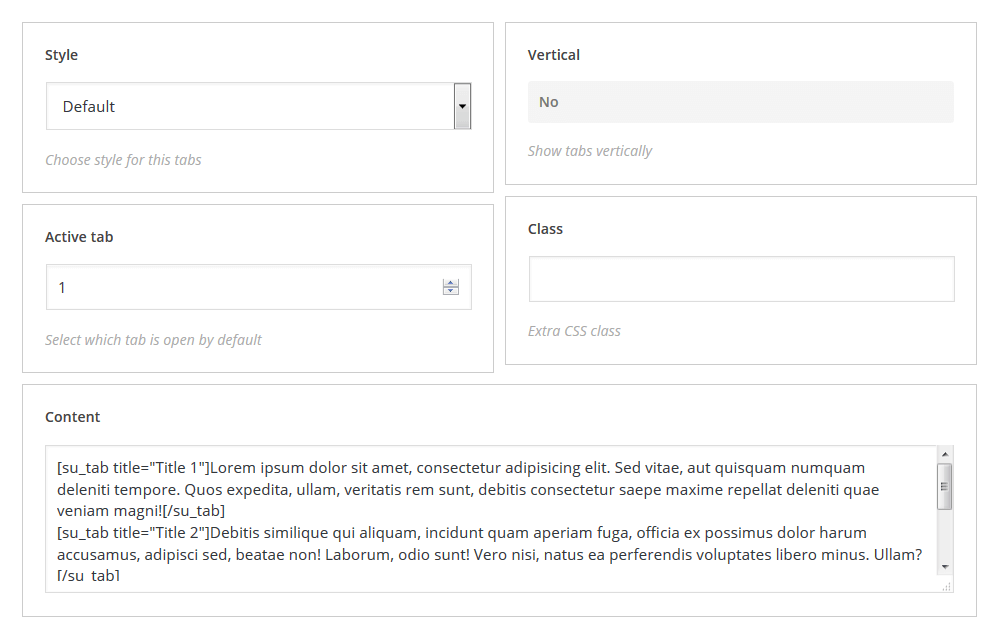 Style
Default
Choose style for this tabs
Vertical
No
Show tabs vertically
Active tab
1
Select which tab is open by default
Class
Extra CSS class
Content
[su_tab title="Title 1"]Lorem ipsum dolor sit amet, consectetur adipisicing elit. Sed vitae, aut quisquam numquam
deleniti tempore. Quos expedita, ullam, veritatis rem sunt, debitis consectetur saepe maxime repellat deleniti quae
veniam magni![/su_tab]
[su_tab title="Title 2"]Debitis similique qui aliquam, incidunt quam aperiam fuga, officia ex possimus dolor harum
accusamus, adipisci sed, beatae non! Laborum, odio sunt! Vero nisi, natus ea perferendis voluptates libero minus. Ullam?
[/su_tab]